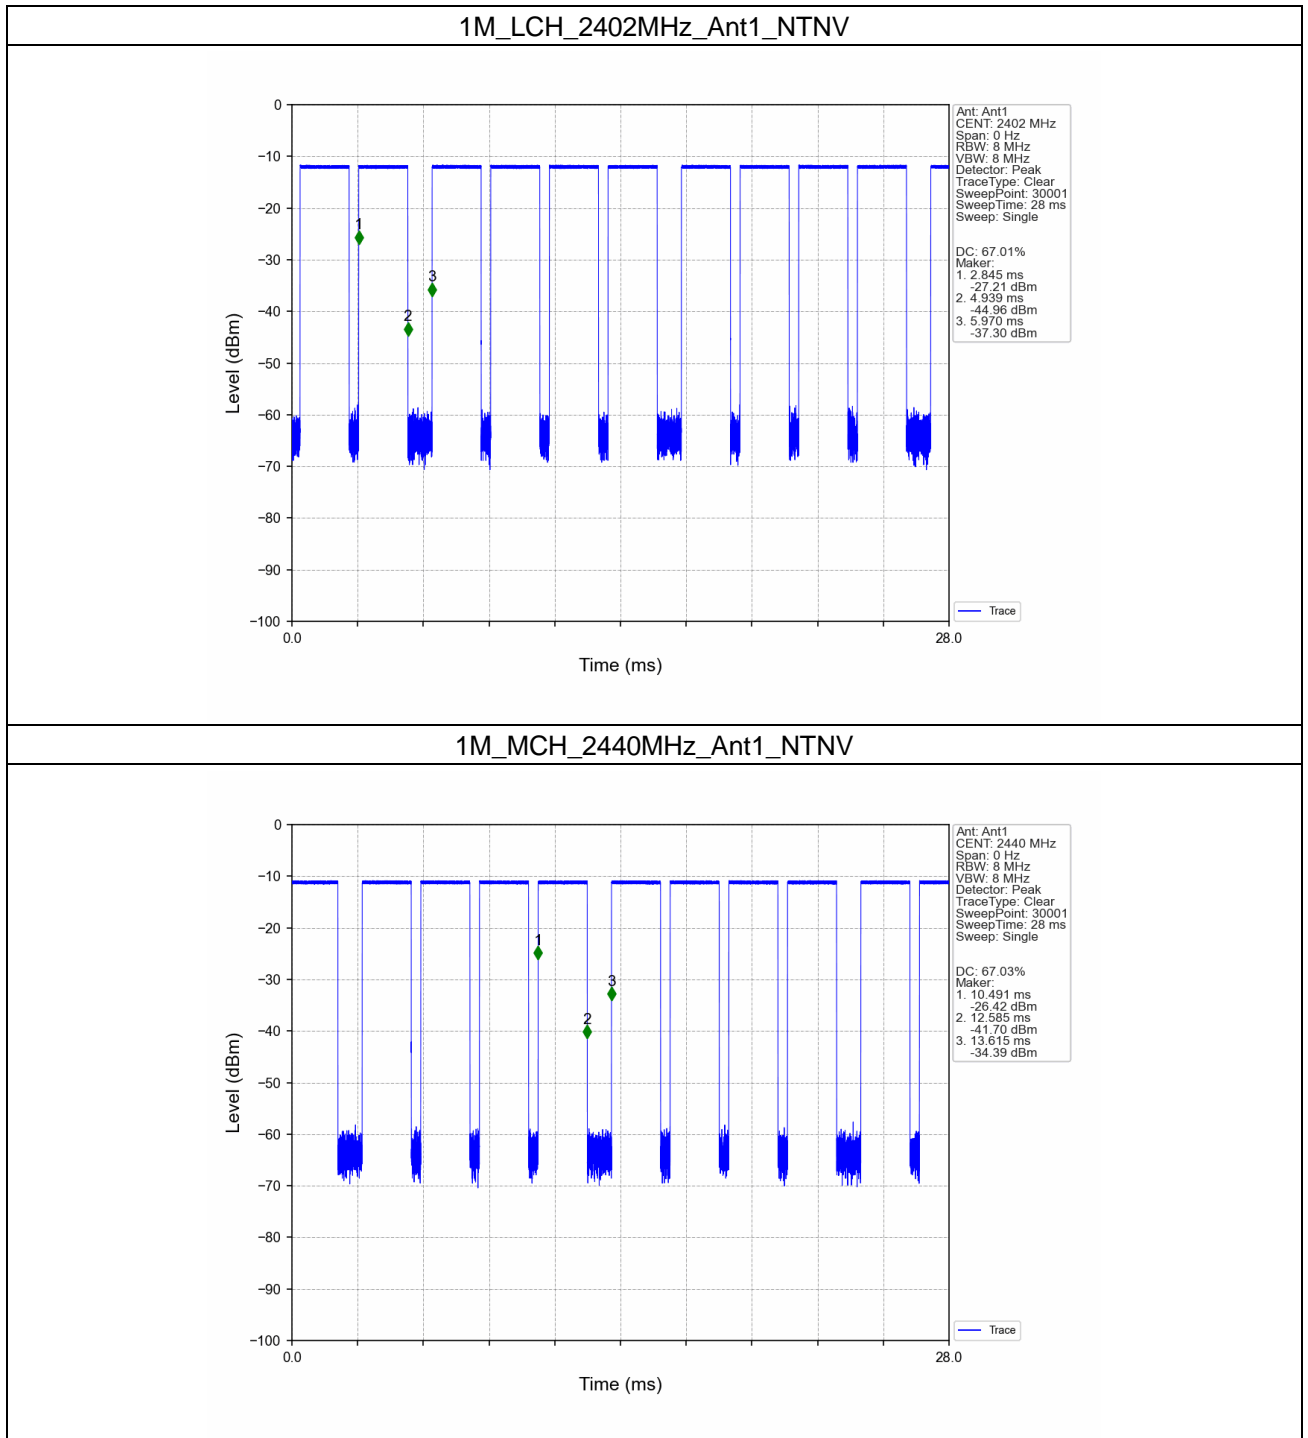 1M_LCH_2402MHz_Ant1_NTNV
0
−10
−20
−30
−40
−50
−60
−70
−80
−90
−100
Level (dBm)
1
2
3
0.0
28.0
Time (ms)
Ant: Ant1
CENT: 2402 MHz
Span: 0 Hz
RBW: 8 MHz
VBW: 8 MHz
Detector: Peak
TraceType: Clear
SweepPoint: 30001
SweepTime: 28 ms
Sweep: Single
DC: 67.01%
Maker:
1. 2.845 ms
-27.21 dBm
2. 4.939 ms
-44.96 dBm
3. 5.970 ms
-37.30 dBm
Trace
1M_MCH_2440MHz_Ant1_NTNV
0
−10
−20
−30
−40
−50
−60
−70
−80
−90
−100
Level (dBm)
1
2
3
0.0
28.0
Time (ms)
Ant: Ant1
CENT: 2440 MHz
Span: 0 Hz
RBW: 8 MHz
VBW: 8 MHz
Detector: Peak
TraceType: Clear
SweepPoint: 30001
SweepTime: 28 ms
Sweep: Single
DC: 67.03%
Maker:
1. 10.491 ms
-26.42 dBm
2. 12.585 ms
-41.70 dBm
3. 13.615 ms
-34.39 dBm
Trace